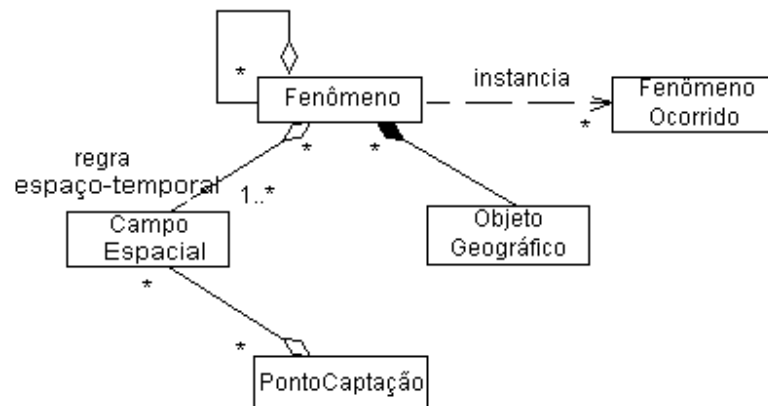 *
Fenômeno
instancia
*
Fenômeno
Ocorrido
*
*
regra
espaço-temporal
1..*
Campo
Espacial
Objeto
Geográfico
*
*
PontoCaptação